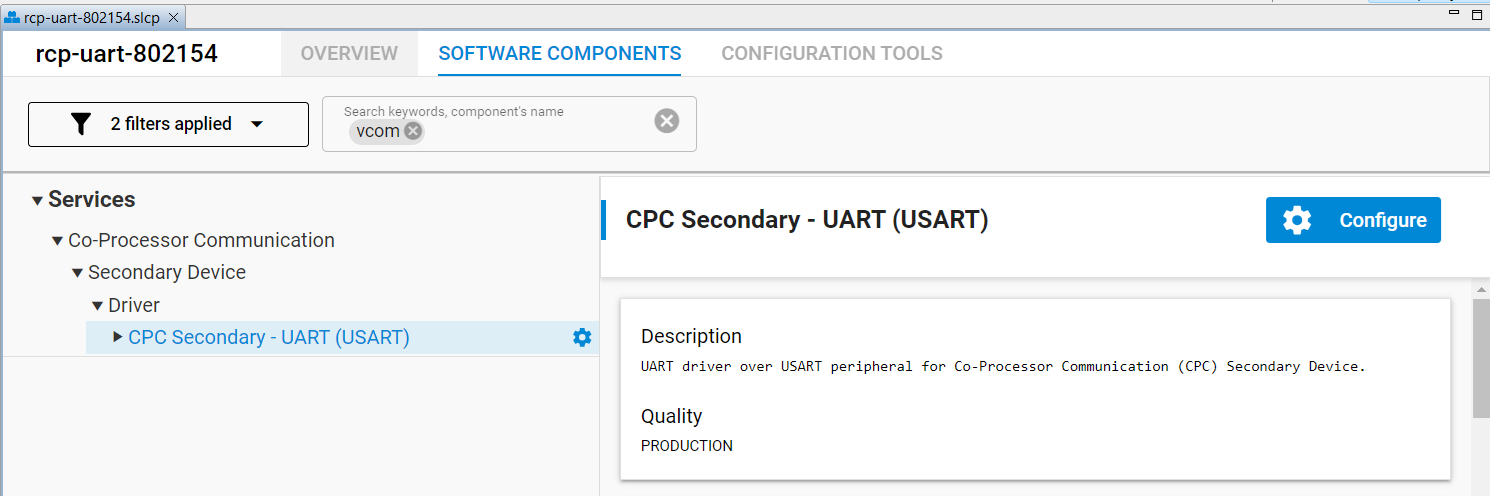 rcp-uart-802154.slcp
rcp-uart-802154
OVERVIEW
SOFTWARE COMPONENTS
CONFIGURATION TOOLS
2 filters applied
Search keywords, component's name
vcom
Services
Co-Processor Communication
Secondary Device
Driver
CPC Secondary - UART (USART)
CPC Secondary - UART (USART)
Configure
Description
UART driver over USART peripheral for Co-Processor Communication (CPC) Secondary Device.
Quality
PRODUCTION